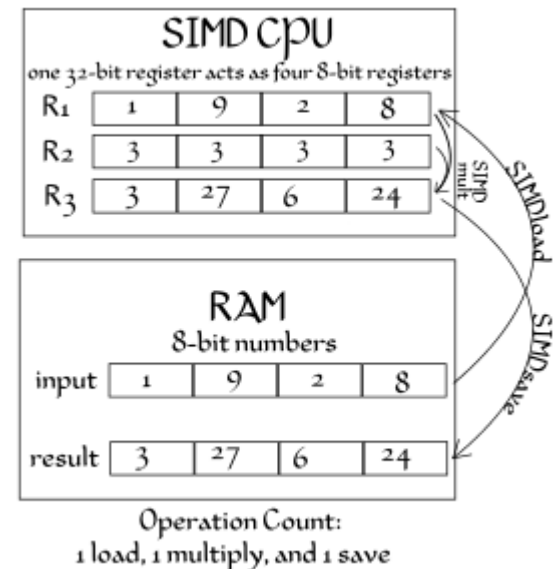 SIMD CPU
one 32-bit register acts as four 8-bit registers
R1 1 9 2 8
R2 3 3 3 3
R3 3 27 6 24
SIMD
mult
SIMDload
SIMDsave
RAM
8-bit numbers
input 1 9 2 8
result 3 27 6 24
Operation Count:
1 load, 1 multiply, and 1 save